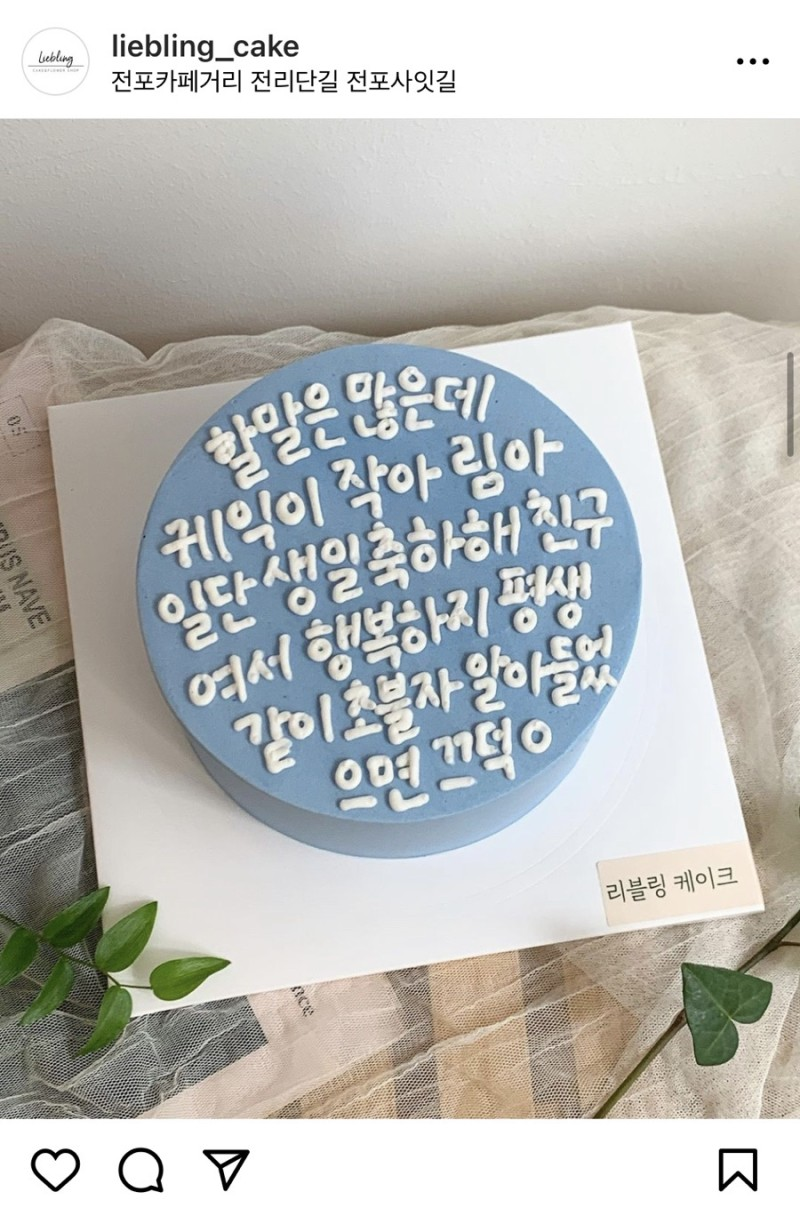 Liebling
liebling_cake
전포카페거리 전리단길 전포사잇길
할말은 많은데
케익이 작아 림아
일단 생일축하해 친구
여서 행복하지 평생
같이 초불자 알아들었
으면 끄덕ㅇ
리블링 케이크